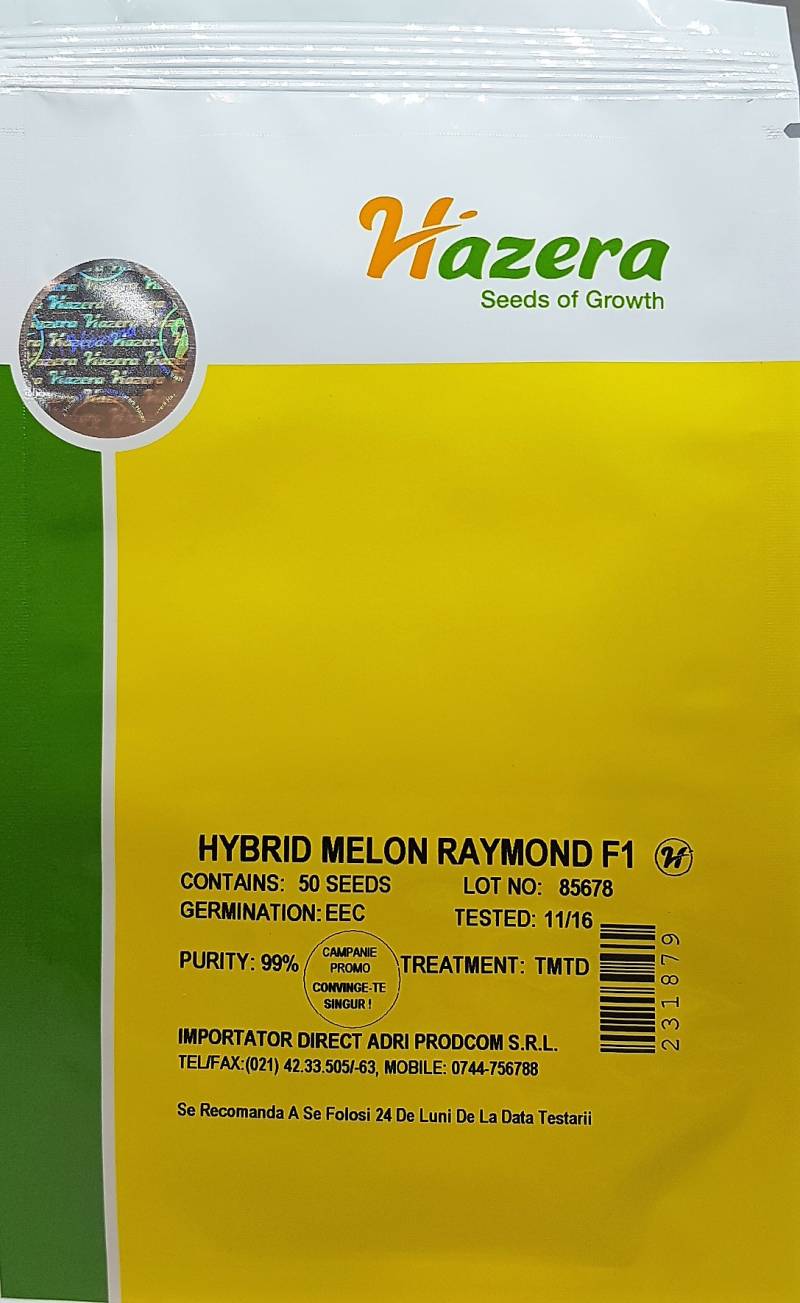 Hazera
Seeds of Growth
HYBRID MELON RAYMOND F1
CONTAINS: 50 SEEDS LOT NO: 85678
GERMINATION: EEC TESTED: 11/16
PURITY: 99% CAMPANIE PROMO CONVINGE-TE SINGUR ! TREATMENT: TMTD
231879
IMPORTATOR DIRECT ADRI PRODCOM S.R.L.
TEL/FAX:(021) 42.33.505/-63, MOBILE: 0744-756788
Se Recomanda A Se Folosi 24 De Luni De La Data Testarii